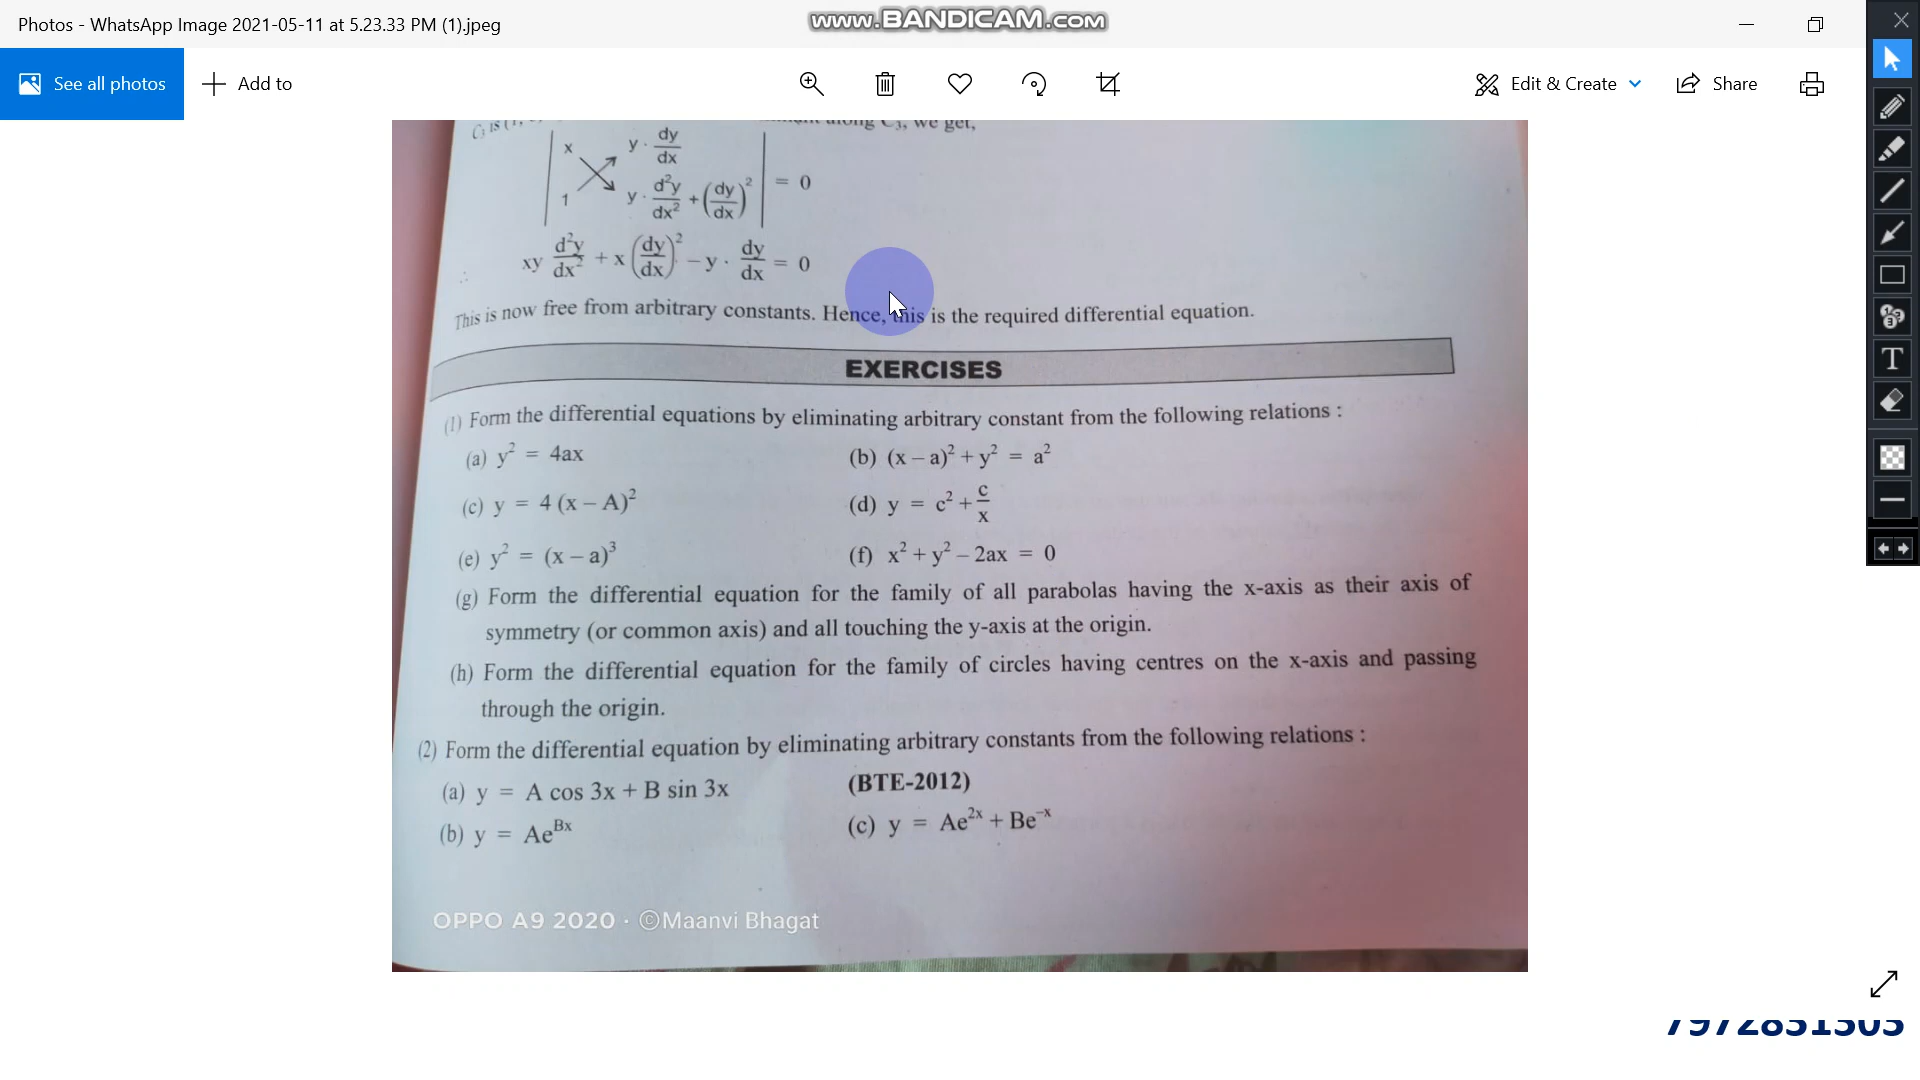 Photos - WhatsApp Image 2021-05-11 at 5.23.33 PM (1).jpeg
www.BANDICAM.com
See all photos
Add to
Edit & Create
Share
C₃, we get,
| x y · dy/dx |
| 1 y · d²y/dx² + (dy/dx)² | = 0
∴ xy d²y/dx² + x (dy/dx)² – y · dy/dx = 0
This is now free from arbitrary constants. Hence, this is the required differential equation.
EXERCISES
(1) Form the differential equations by eliminating arbitrary constant from the following relations :
(a) y² = 4ax (b) (x – a)² + y² = a²
(c) y = 4 (x – A)² (d) y = c² + c/x
(e) y² = (x – a)³ (f) x² + y² – 2ax = 0
(g) Form the differential equation for the family of all parabolas having the x-axis as their axis of
symmetry (or common axis) and all touching the y-axis at the origin.
(h) Form the differential equation for the family of circles having centres on the x-axis and passing
through the origin.
(2) Form the differential equation by eliminating arbitrary constants from the following relations :
(a) y = A cos 3x + B sin 3x (BTE-2012)
(b) y = Ae^Bx (c) y = Ae^2x + Be^–x
OPPO A9 2020 · ©Maanvi Bhagat